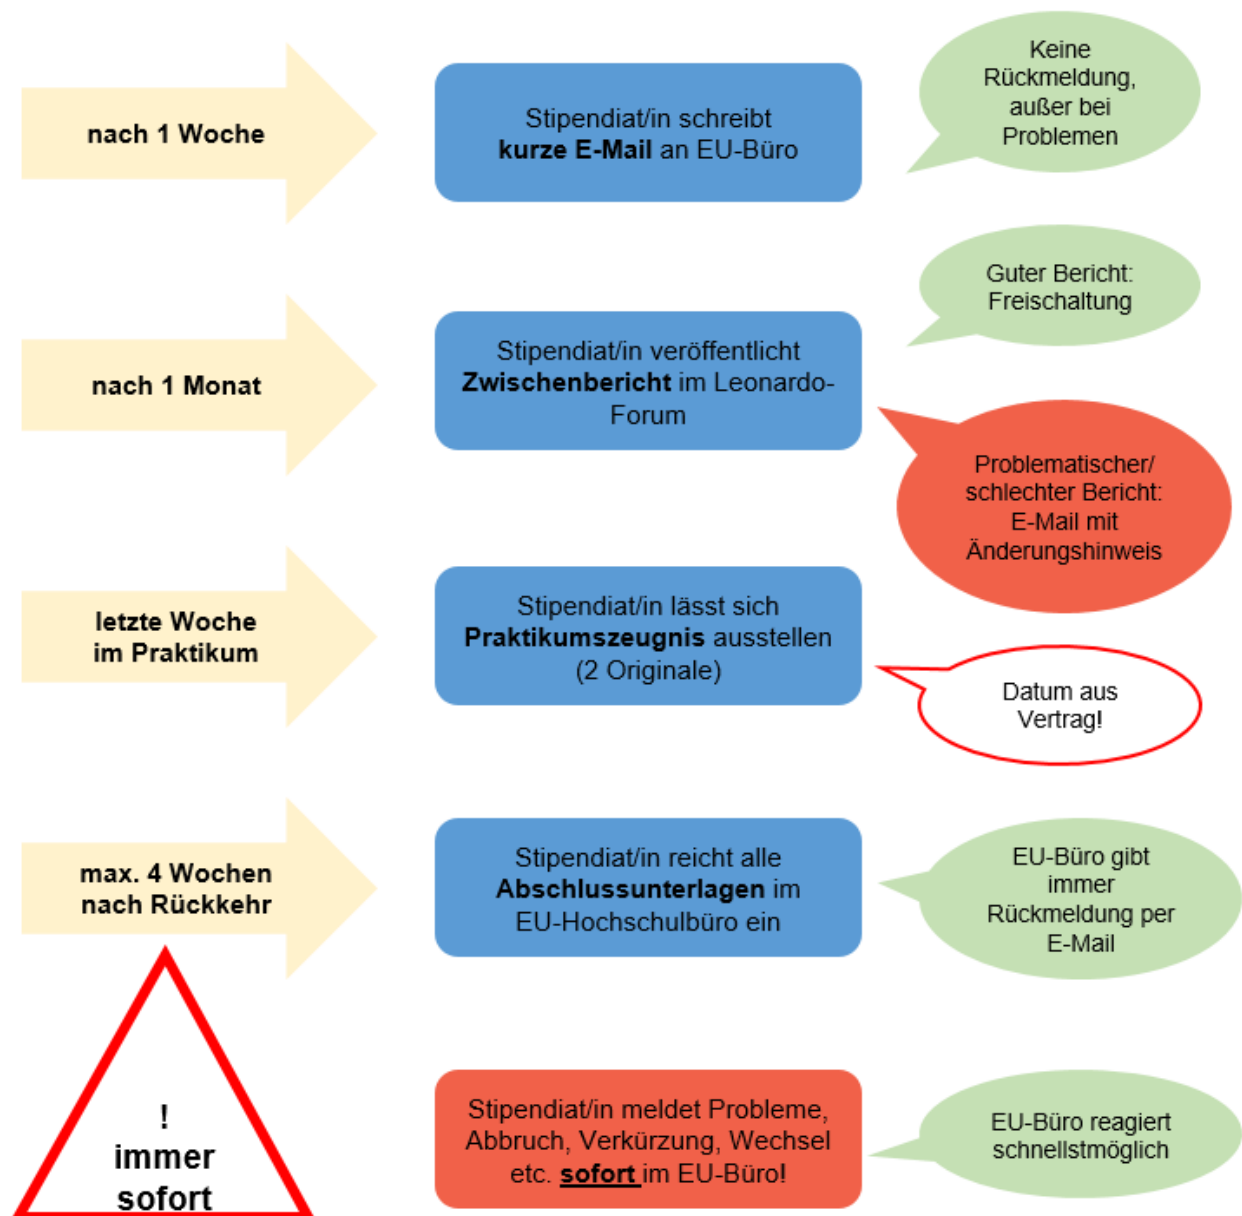 nach 1 Woche
Stipendiat/in schreibt
kurze E-Mail an EU-Büro
Keine
Rückmeldung,
außer bei
Problemen
nach 1 Monat
Stipendiat/in veröffentlicht
Zwischenbericht im Leonardo-
Forum
Guter Bericht:
Freischaltung
Problematischer/
schlechter Bericht:
E-Mail mit
Änderungshinweis
letzte Woche
im Praktikum
Stipendiat/in lässt sich
Praktikumszeugnis ausstellen
(2 Originale)
Datum aus
Vertrag!
max. 4 Wochen
nach Rückkehr
Stipendiat/in reicht alle
Abschlussunterlagen im
EU-Hochschulbüro ein
EU-Büro gibt
immer
Rückmeldung per
E-Mail
!
immer
sofort
Stipendiat/in meldet Probleme,
Abbruch, Verkürzung, Wechsel
etc. sofort im EU-Büro!
EU-Büro reagiert
schnellstmöglich